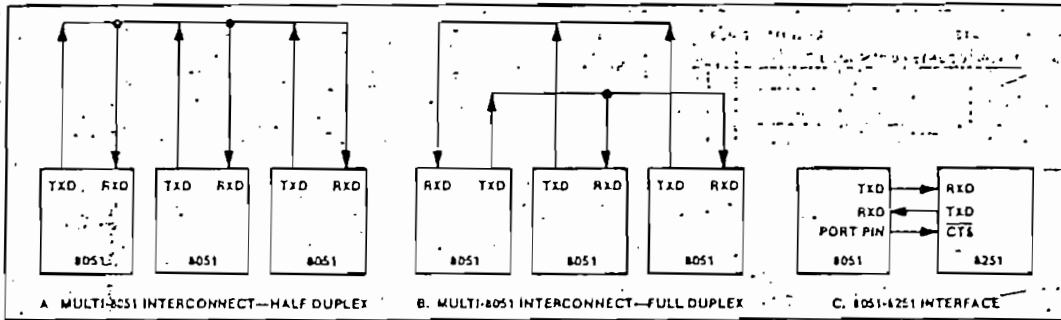 TXD RXD TXD RXD TXD RXD
8051 8051 8051
A. MULTI-8051 INTERCONNECT—HALF DUPLEX
RXD TXD TXD RXD TXD RXD
8051 8051 8051
B. MULTI-8051 INTERCONNECT—FULL DUPLEX
TXD RXD
RXD TXD
PORT PIN CTS
8051 8251
C. 8051-8251 INTERFACE